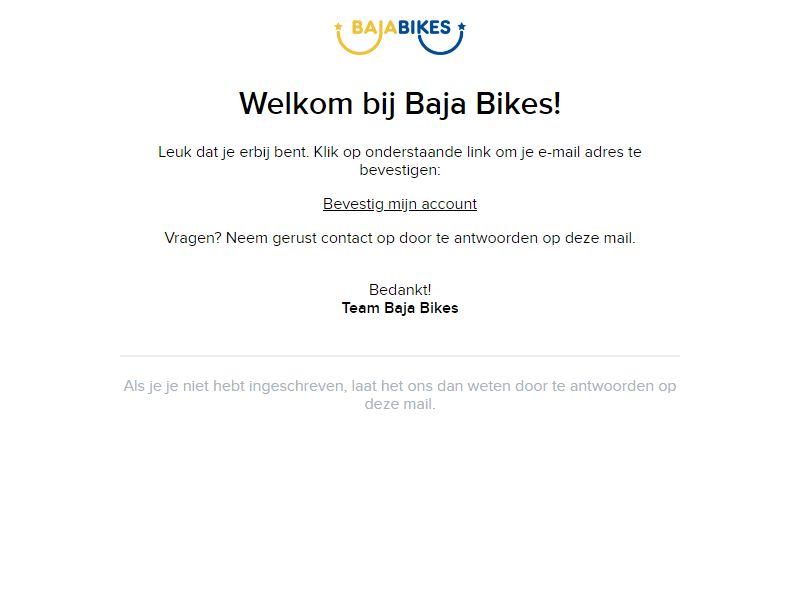 BAJABIKES
Welkom bij Baja Bikes!
Leuk dat je erbij bent. Klik op onderstaande link om je e-mail adres te
bevestigen:
Bevestig mijn account
Vragen? Neem gerust contact op door te antwoorden op deze mail.
Bedankt!
Team Baja Bikes
Als je je niet hebt ingeschreven, laat het ons dan weten door te antwoorden op
deze mail.